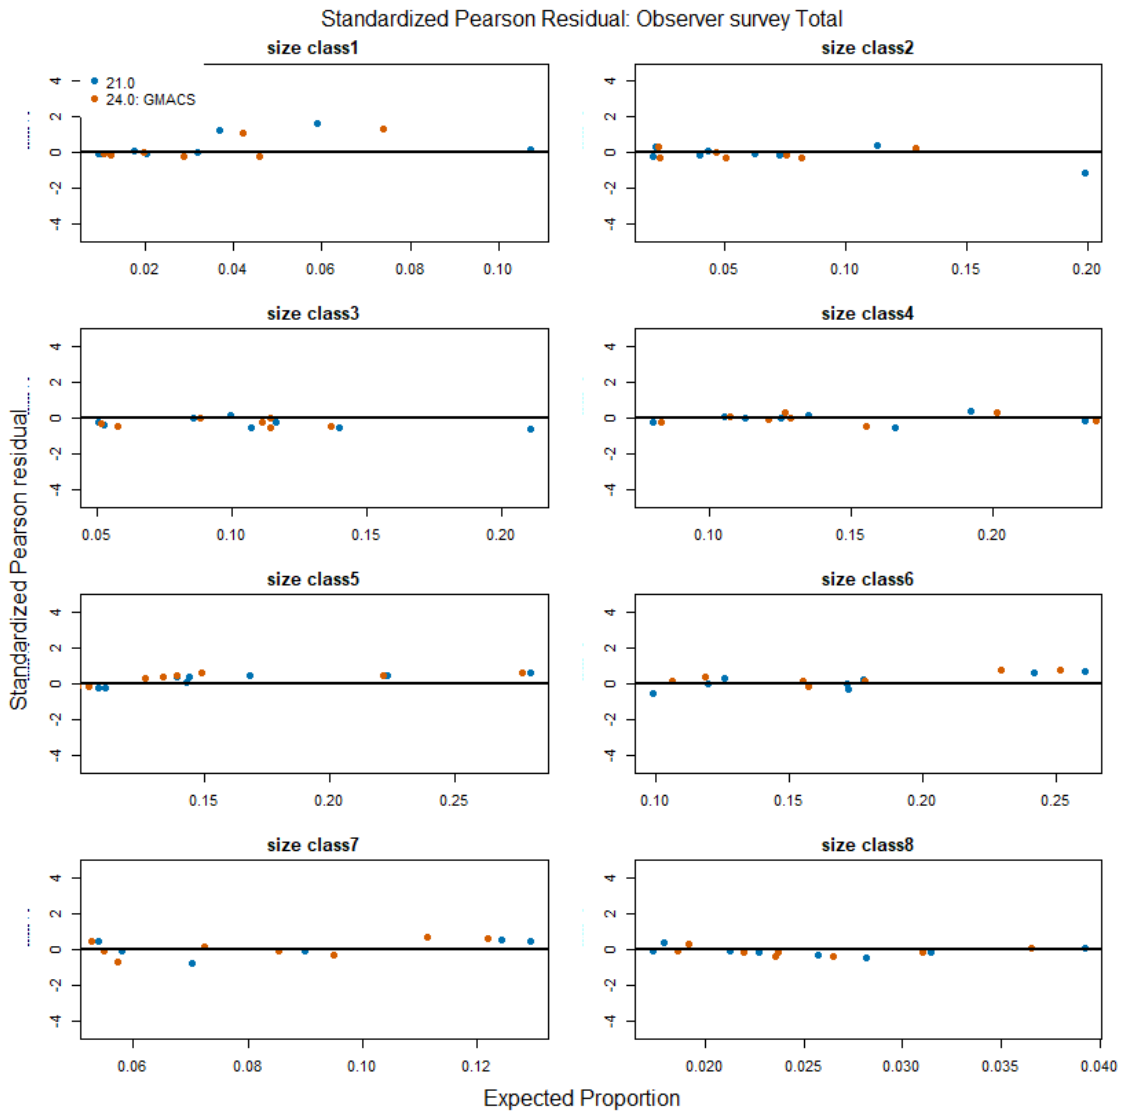 Standardized Pearson Residual: Observer survey Total
size class1
4
2
0
-2
-4
21.0
24.0: GMACS
0.02 0.04 0.06 0.08 0.10
size class2
4
2
0
-2
-4
0.05 0.10 0.15 0.20
size class3
4
2
0
-2
-4
0.05 0.10 0.15 0.20
size class4
4
2
0
-2
-4
0.10 0.15 0.20
size class5
4
2
0
-2
-4
0.15 0.20 0.25
size class6
4
2
0
-2
-4
0.10 0.15 0.20 0.25
size class7
4
2
0
-2
-4
0.06 0.08 0.10 0.12
size class8
4
2
0
-2
-4
0.020 0.025 0.030 0.035 0.040
Standardized Pearson residual
Expected Proportion